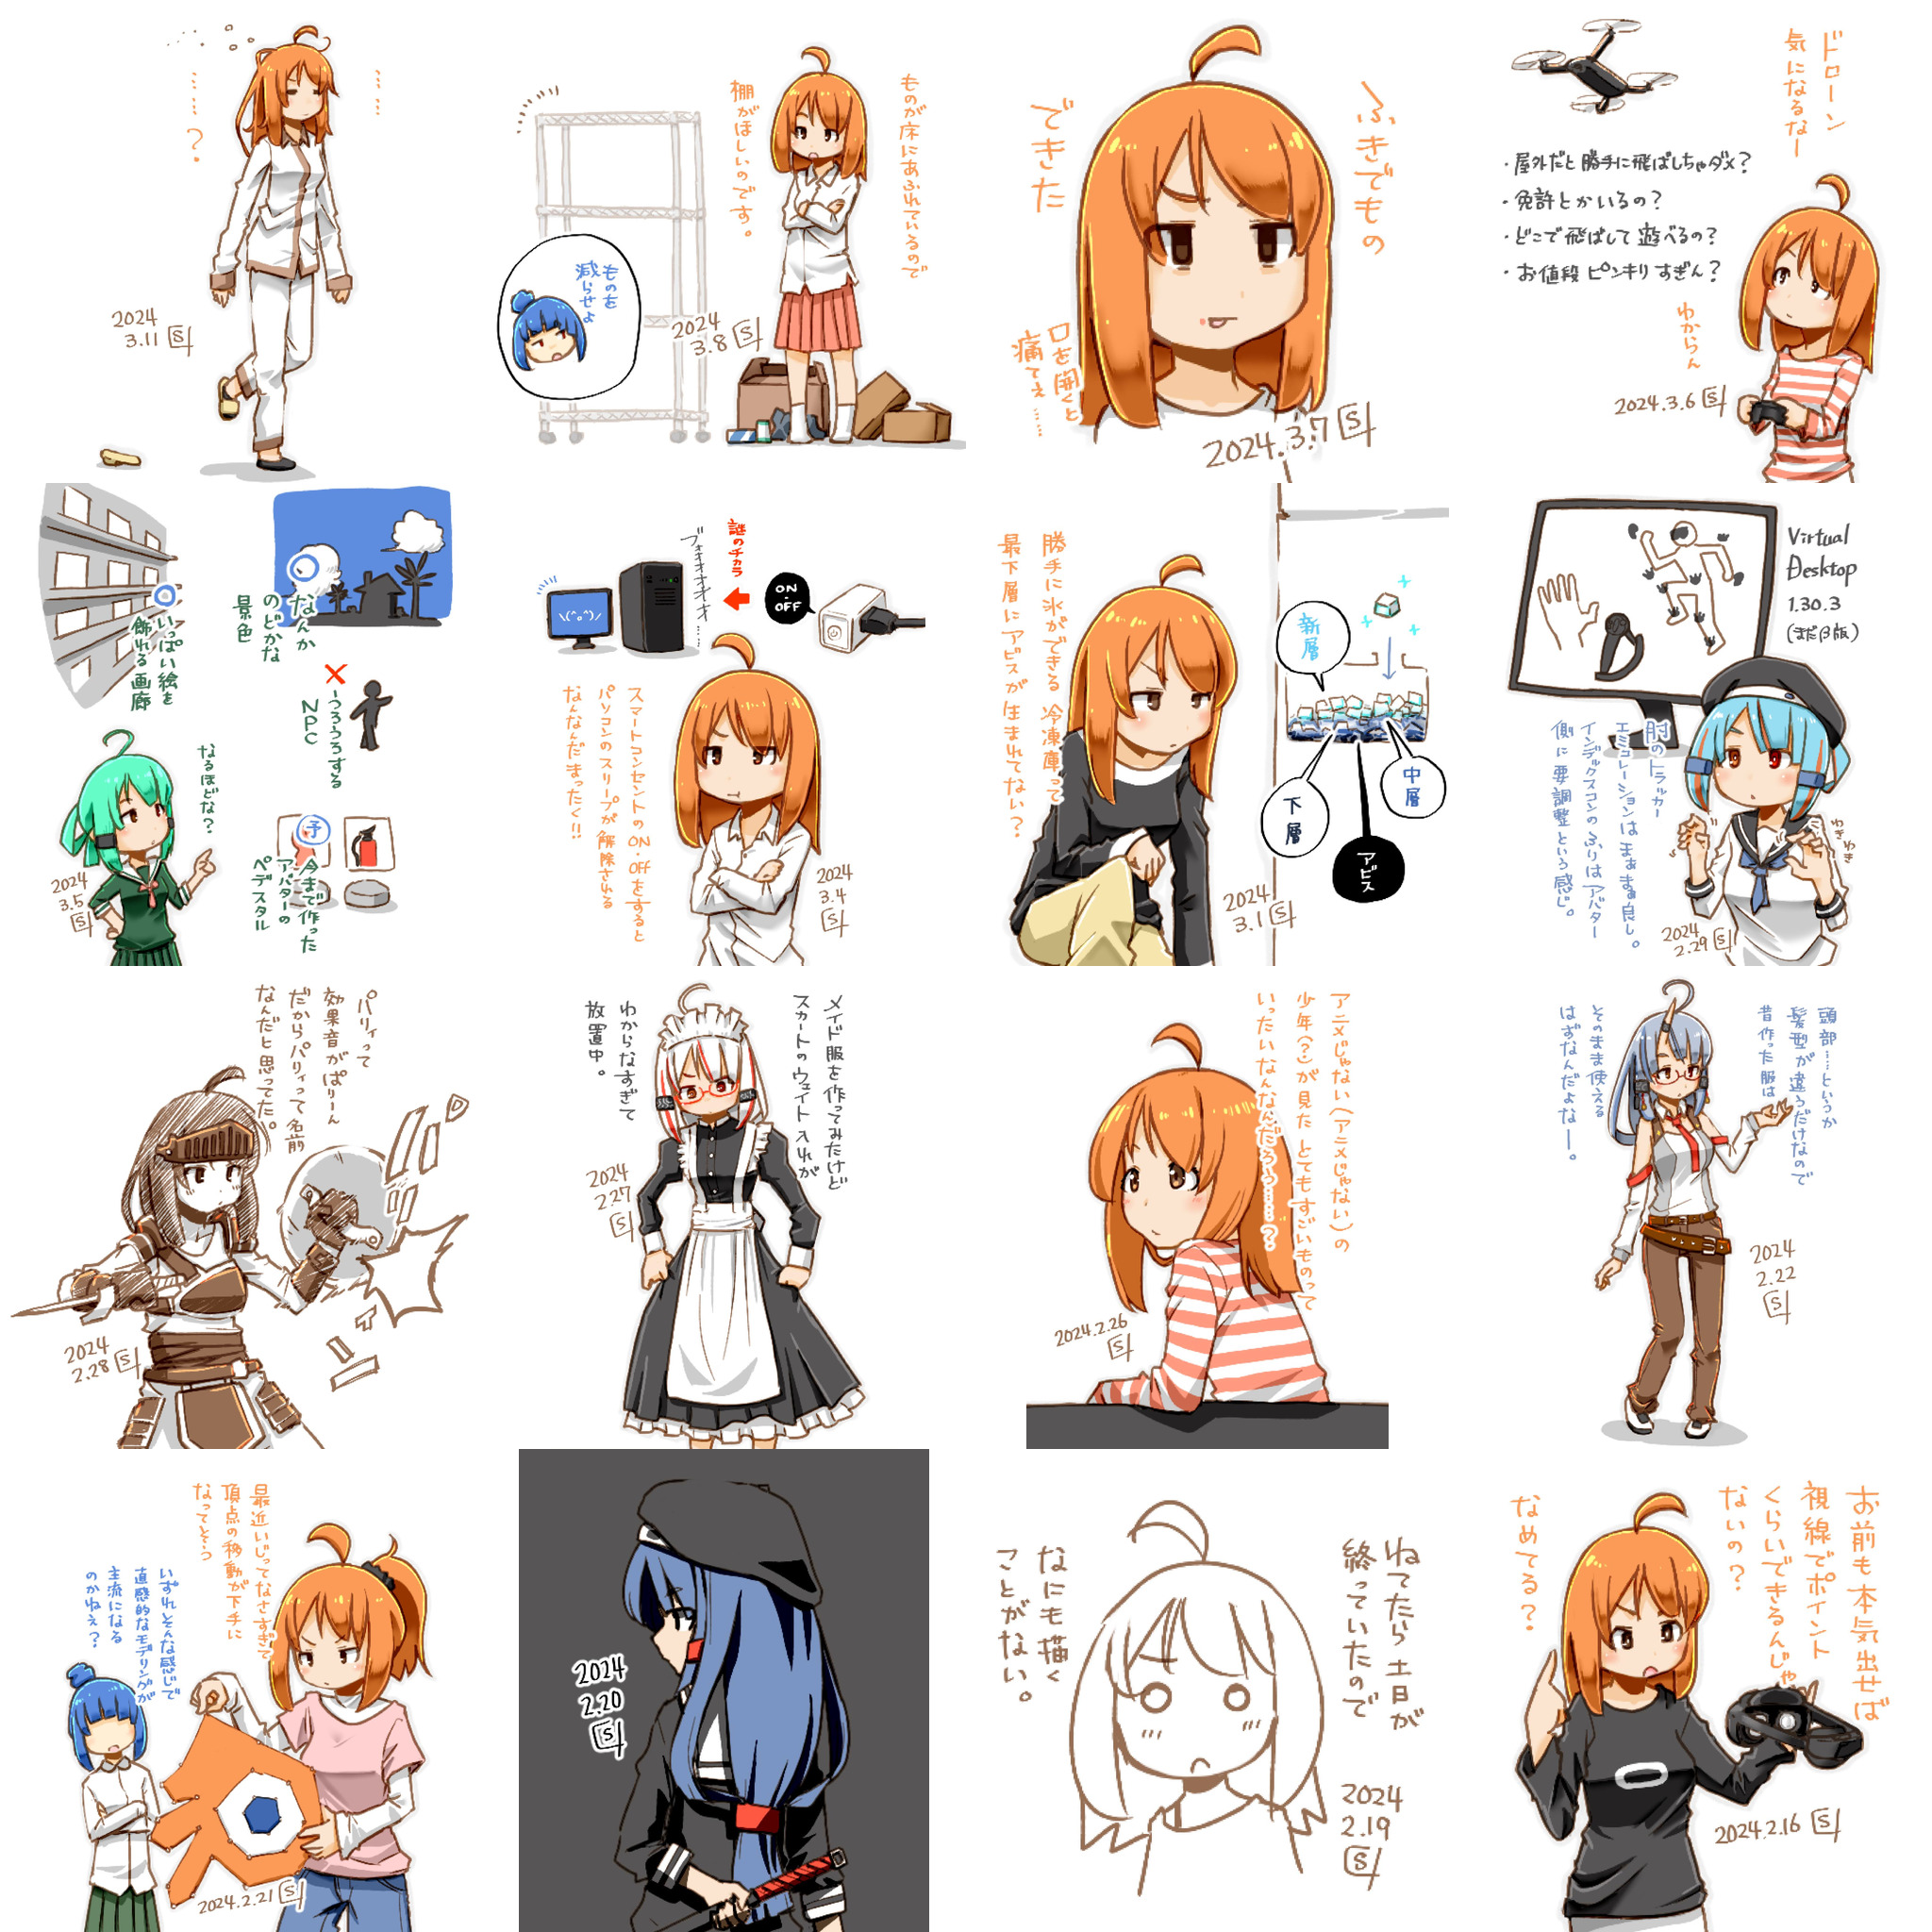 ……
……?
2024
3.11 S
ものが床にあふれているので
棚がほしいのです。
ものを
減らせよ
2024
3.8 S
ふきでもの
できた
口を開くと
痛てぇ……
2024.3.7 S
ドローン
気になるなー
・屋外だと勝手に飛ばしちゃダメ?
・免許とかいるの?
・どこで飛ばして遊べるの?
・お値段ピンキリすぎん?
わからん
2024.3.6 S
いっぱい絵を
飾れる画廊
なんか
のどかな
景色
うろうろする
NPC
なるほどな?
予
今まで作った
アバターの
ペデスタル
2024
3.5
S
謎のチカラ
ブォォォォォォ……
\(^o^)/
ON
・
OFF
スマートコンセントのON・OFFをすると
パソコンのスリープが解除される
なんなんだまったく!!
2024
3.4
S
勝手に氷ができる冷凍庫って
最下層にアビスが生まれてない?
新層
中層
下層
アビス
2024.
3.1 S
Virtual
Desktop
1.30.3
(まだβ版)
肘のトラッカー
エミュレーションはまぁまぁ良し。
インデックスコンのふりはアバター
側に要調整という感じ。
わきわき
2024
2.29 S
パリィって
効果音がぱりーん
だからパリィって名前
なんだと思ってた。
2024
2.28 S
メイド服を作ってみたけど
スカートのウェイト入れが
わからなすぎて
放置中。
2024
2.27
S
アニメじゃない(アニメじゃない)の
少年(?)が見たとてもすごいものって
いったいなんなんだろう……?
2024.2.26
S
頭部……というか
髪型が違うだけなので
昔作った服は
そのまま使える
はずなんだよなー。
2024
2.22
S
最近いじってなさすぎて
頂点の移動が下手に
なってそう
いずれそんな感じで
直感的なモデリングが
主流になる
のかねぇ?
2024.2.21 S
2024
2.20
S
ねてたら土日が
終っていたので
なにも描く
ことがない。
2024
2.19
S
お前も本気出せば
視線でポイント
くらいできるんじゃ
ないの?
なめてる?
2024.2.16 S